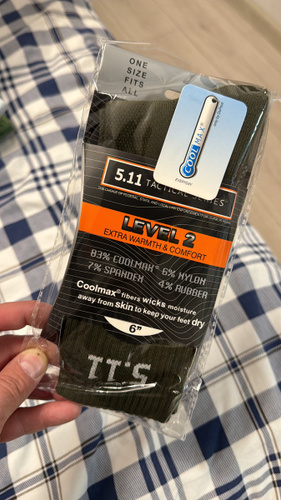 ONE
SIZE
FITS
ALL
COOLMAX®
5.11 TACTICAL SERIES
LEVEL 2
EXTRA WARMTH & COMFORT
83% COOLMAX® 6% NYLON
7% SPANDEX 4% RUBBER
Coolmax® fibers wicks moisture
away from skin to keep your feet dry
6"
5.11